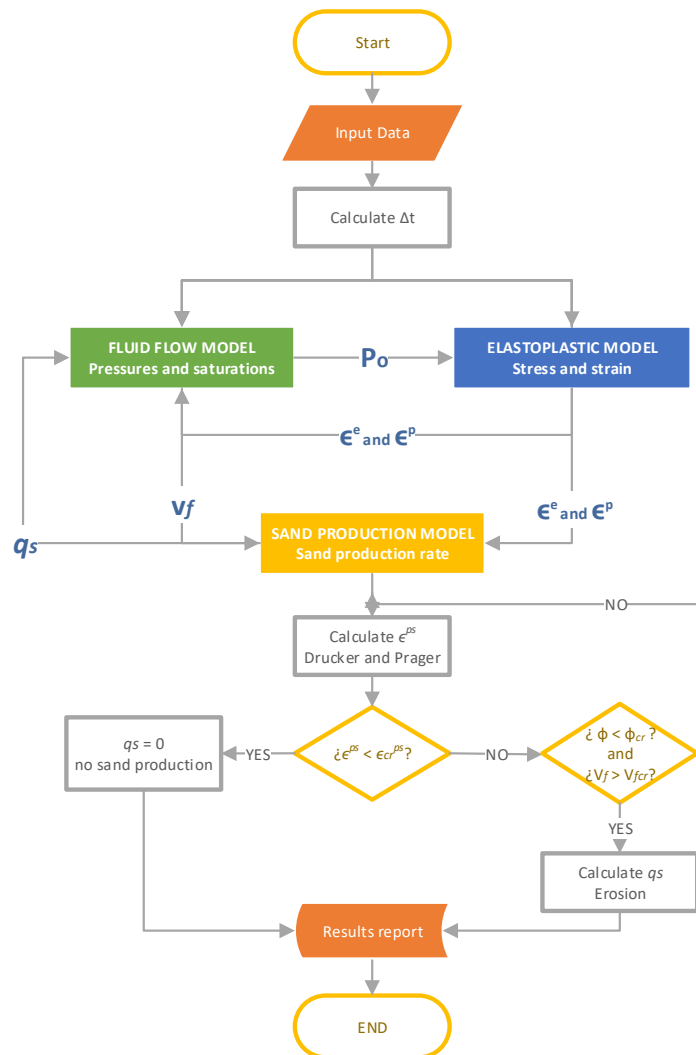 Start
Input Data
Calculate Δt
FLUID FLOW MODEL
Pressures and saturations
Po
ELASTOPLASTIC MODEL
Stress and strain
ϵᵉ and ϵᵖ
vf
qs
ϵᵉ and ϵᵖ
SAND PRODUCTION MODEL
Sand production rate
NO
Calculate ϵᵖˢ
Drucker and Prager
qs = 0
no sand production
YES
¿ϵᵖˢ < ϵcrᵖˢ?
NO
¿ ϕ < ϕcr ?
and
¿Vf > Vfcr?
YES
Calculate qs
Erosion
Results report
END